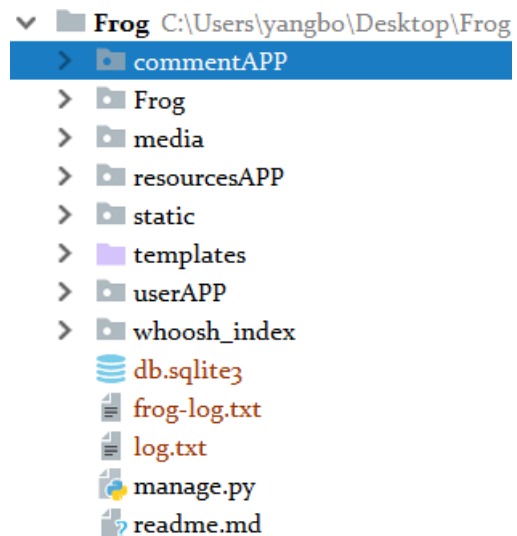 Frog C:\Users\yangbo\Desktop\Frog
commentAPP
Frog
media
resourcesAPP
static
templates
userAPP
whoosh_index
db.sqlite3
frog-log.txt
log.txt
manage.py
readme.md